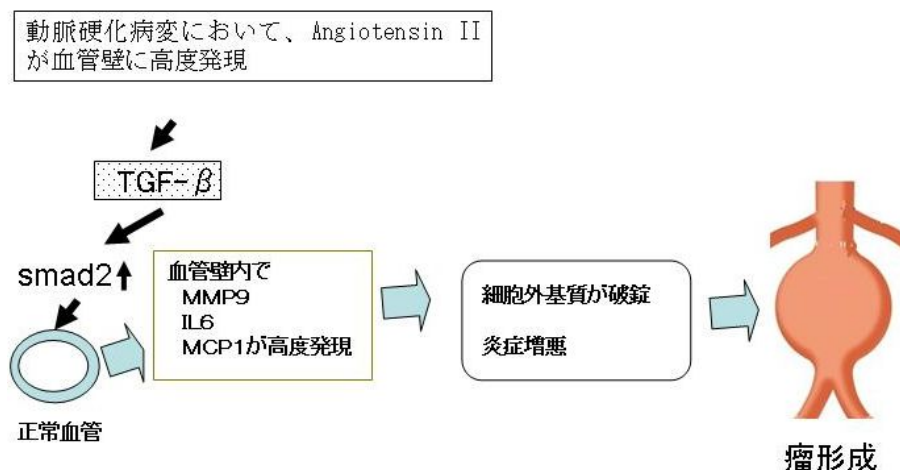 動脈硬化病変において、Angiotensin II
が血管壁に高度発現
TGF-β
smad2↑
正常血管
血管壁内で
MMP9
IL6
MCP1が高度発現
細胞外基質が破錠
炎症増悪
瘤形成